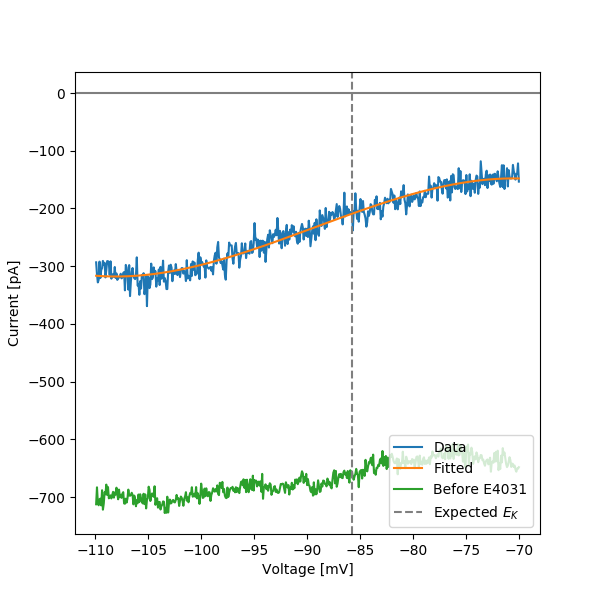 0
−100
−200
−300
−400
−500
−600
−700
Current [pA]
Data
Fitted
Before E4031
Expected E_K
−110 −105 −100 −95 −90 −85 −80 −75 −70
Voltage [mV]